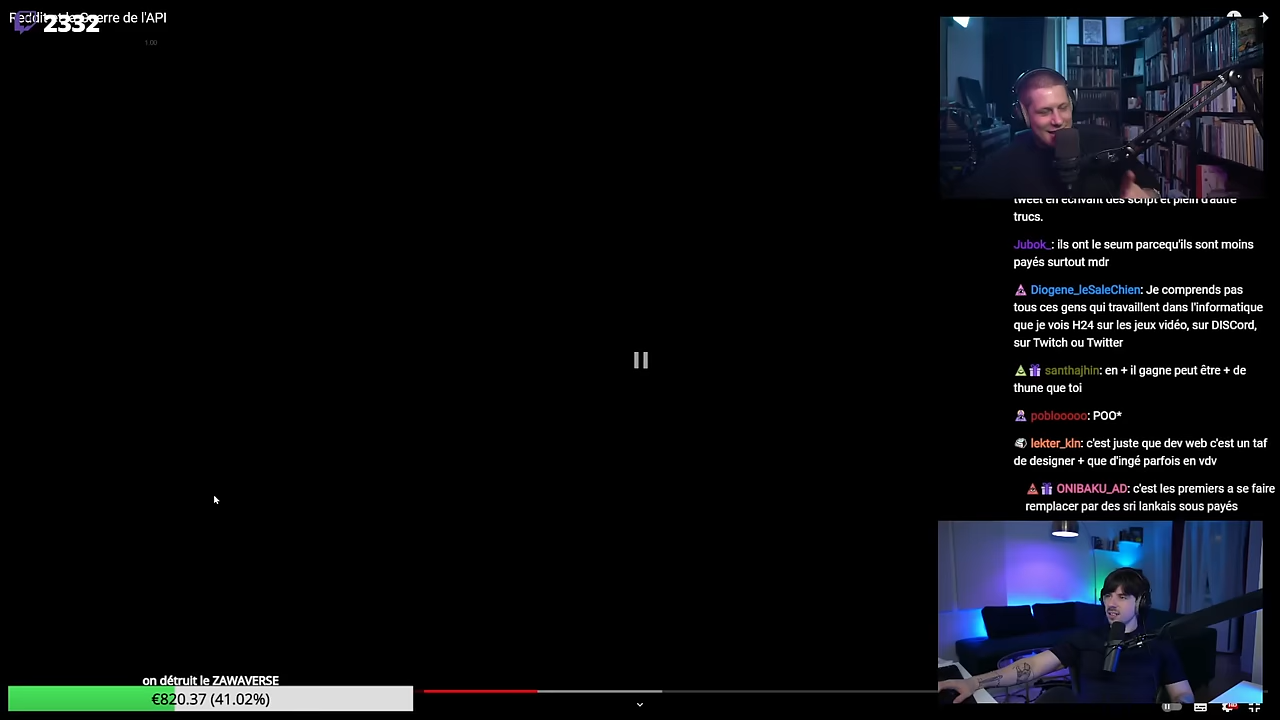 Reddit et la Guerre de l'API
2332
1:00
tweet en écrivant des script et plein d'autre
trucs.
Jubok_: ils ont le seum parcequ'ils sont moins
payés surtout mdr
Diogene_leSaleChien: Je comprends pas
tous ces gens qui travaillent dans l'informatique
que je vois H24 sur les jeux vidéo, sur DISCord,
sur Twitch ou Twitter
santhajhin: en + il gagne peut être + de
thune que toi
poblooooo: POO*
lekter_kln: c'est juste que dev web c'est un taf
de designer + que d'ingé parfois en vdv
ONIBAKU_AD: c'est les premiers a se faire
remplacer par des sri lankais sous payés
on détruit le ZAWAVERSE
€820.37 (41.02%)